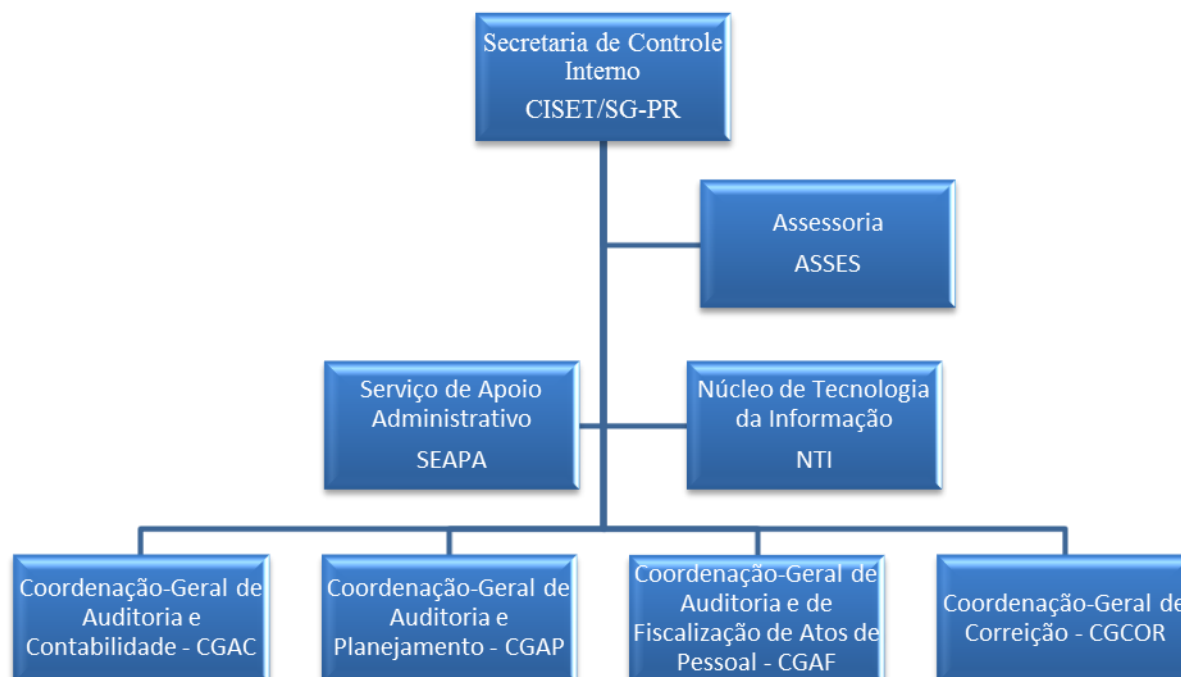 Secretaria de Controle
Interno
CISET/SG-PR
Assessoria
ASSES
Serviço de Apoio
Administrativo
SEAPA
Núcleo de Tecnologia
da Informação
NTI
Coordenação-Geral de
Auditoria e
Contabilidade - CGAC
Coordenação-Geral de
Auditoria e
Planejamento - CGAP
Coordenação-Geral de
Auditoria e de
Fiscalização de Atos de
Pessoal - CGAF
Coordenação-Geral de
Correição - CGCOR